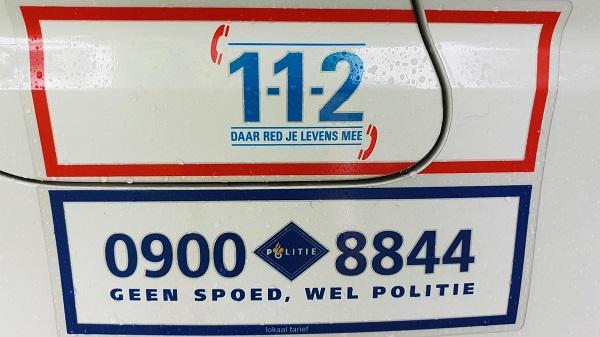 1-1-2
DAAR RED JE LEVENS MEE
0900 POLITIE 8844
GEEN SPOED, WEL POLITIE
lokaal tarief